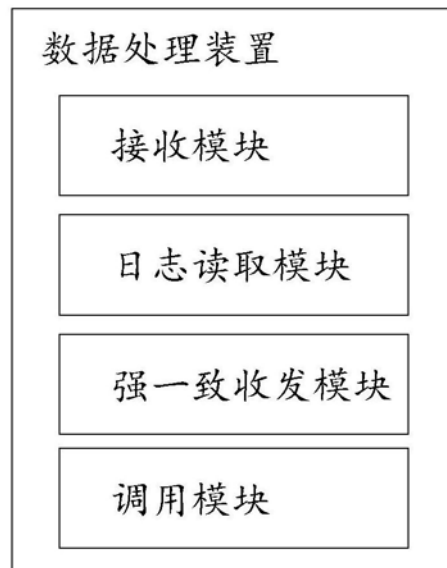 数据处理装置
接收模块
日志读取模块
强一致收发模块
调用模块